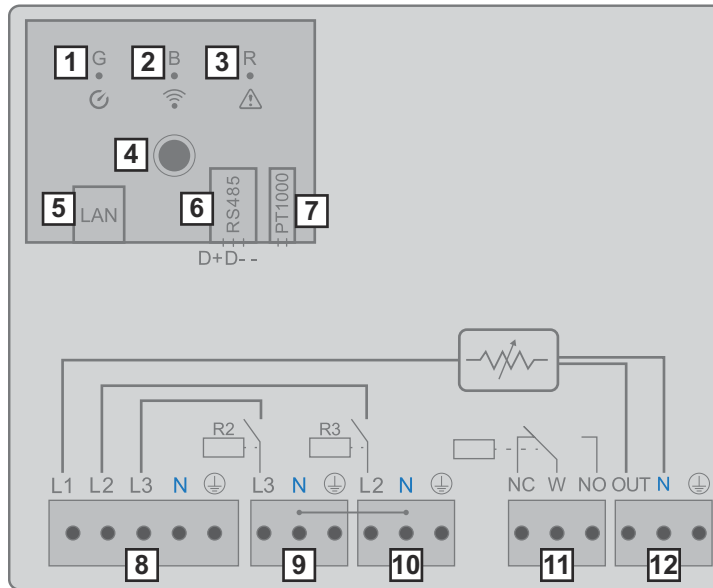 1 G 2 B 3 R
4
5 LAN 6 RS485 PT1000 7
D+D- -
R2 R3
L1 L2 L3 N L3 N L2 N NC W NO OUT N
8 9 10 11 12